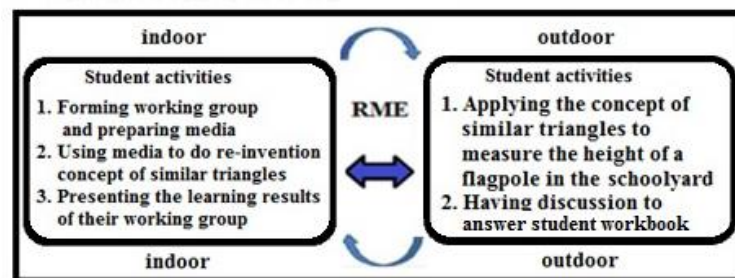 indoor
outdoor
Student activities
1. Forming working group
and preparing media
2. Using media to do re-invention
concept of similar triangles
3. Presenting the learning results
of their working group
RME
Student activities
1. Applying the concept of
similar triangles to
measure the height of a
flagpole in the schoolyard
2. Having discussion to
answer student workbook
indoor
outdoor